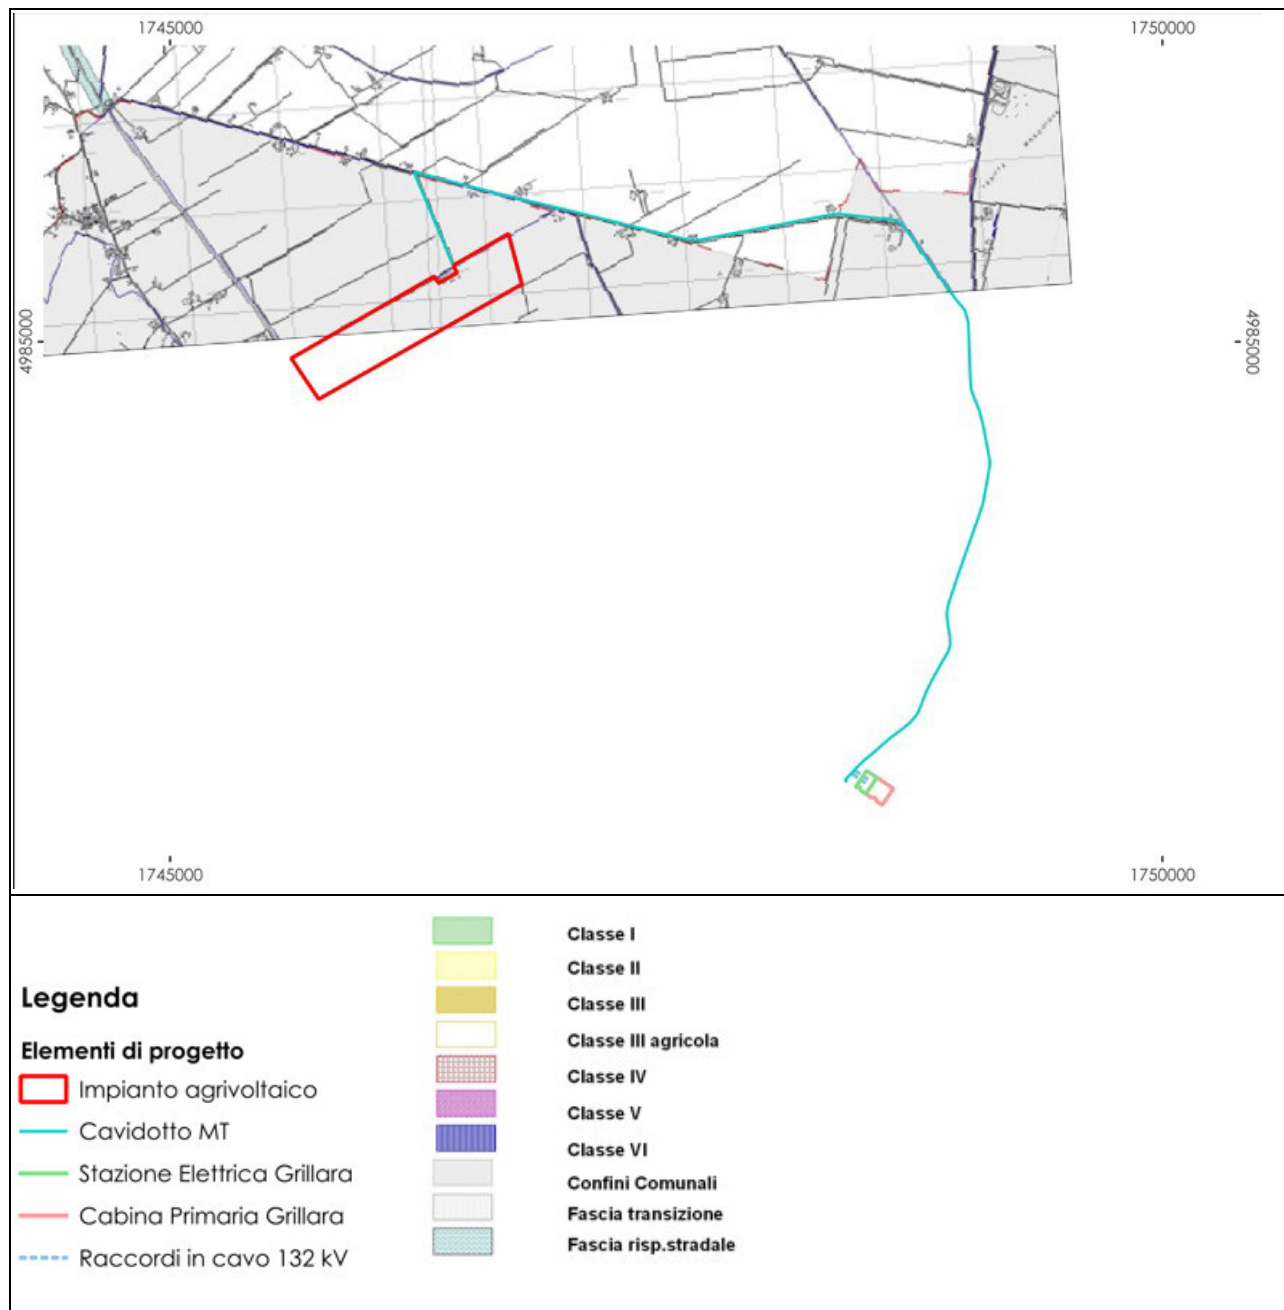 1745000 1750000
4985000 4985000
1745000 1750000
Legenda
Elementi di progetto
Impianto agrivoltaico
Cavidotto MT
Stazione Elettrica Grillara
Cabina Primaria Grillara
Raccordi in cavo 132 kV
Classe I
Classe II
Classe III
Classe III agricola
Classe IV
Classe V
Classe VI
Confini Comunali
Fascia transizione
Fascia risp.stradale